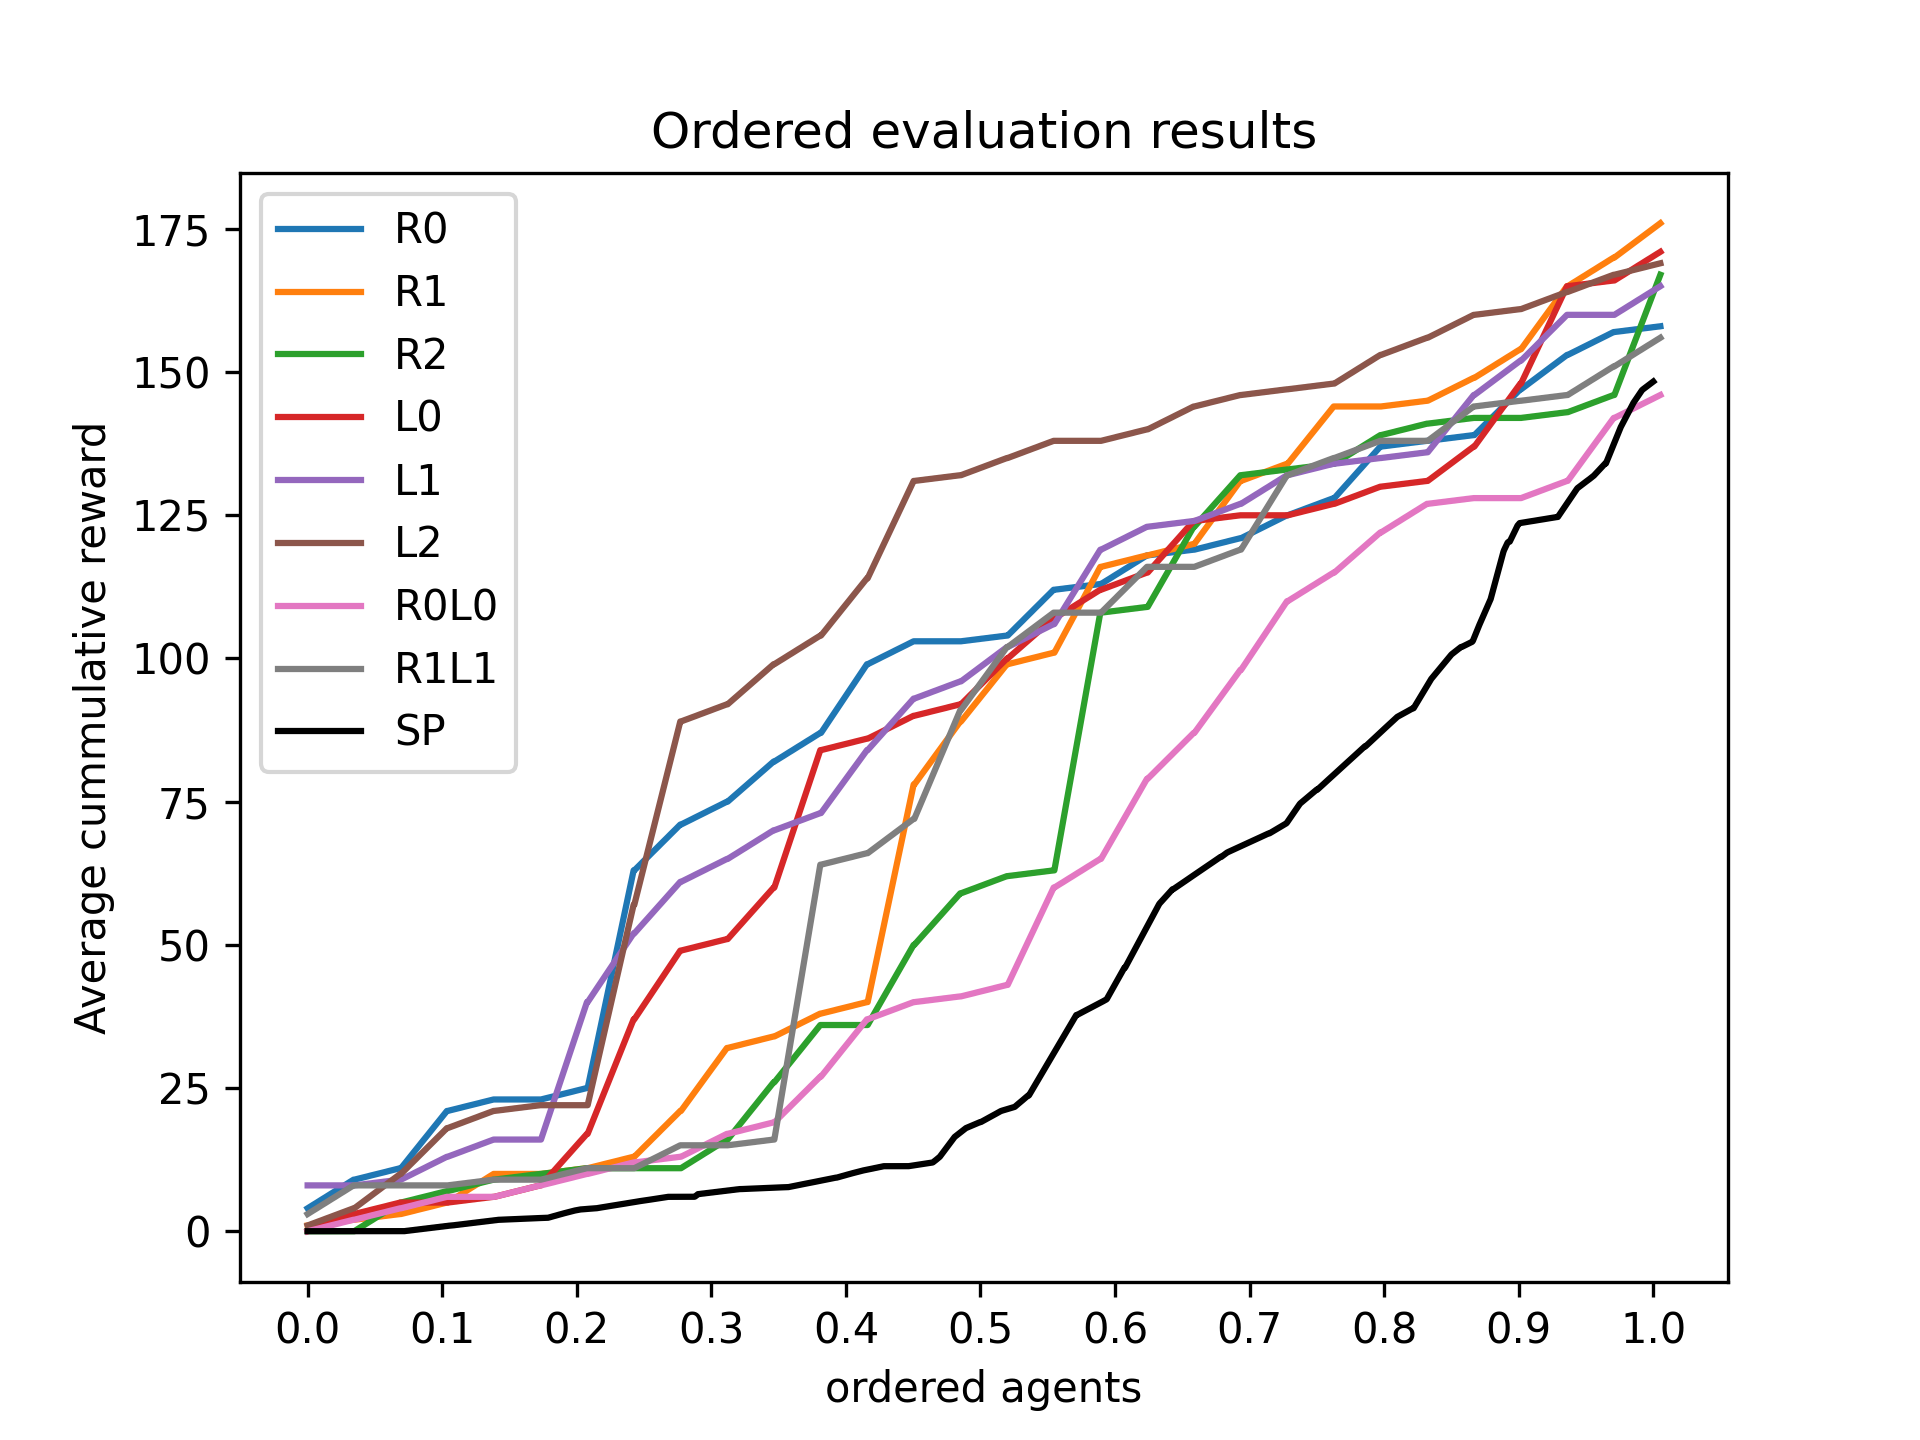 Ordered evaluation results
175
150
125
100
75
50
25
0
Average cummulative reward
R0
R1
R2
L0
L1
L2
R0L0
R1L1
SP
0.0 0.1 0.2 0.3 0.4 0.5 0.6 0.7 0.8 0.9 1.0
ordered agents